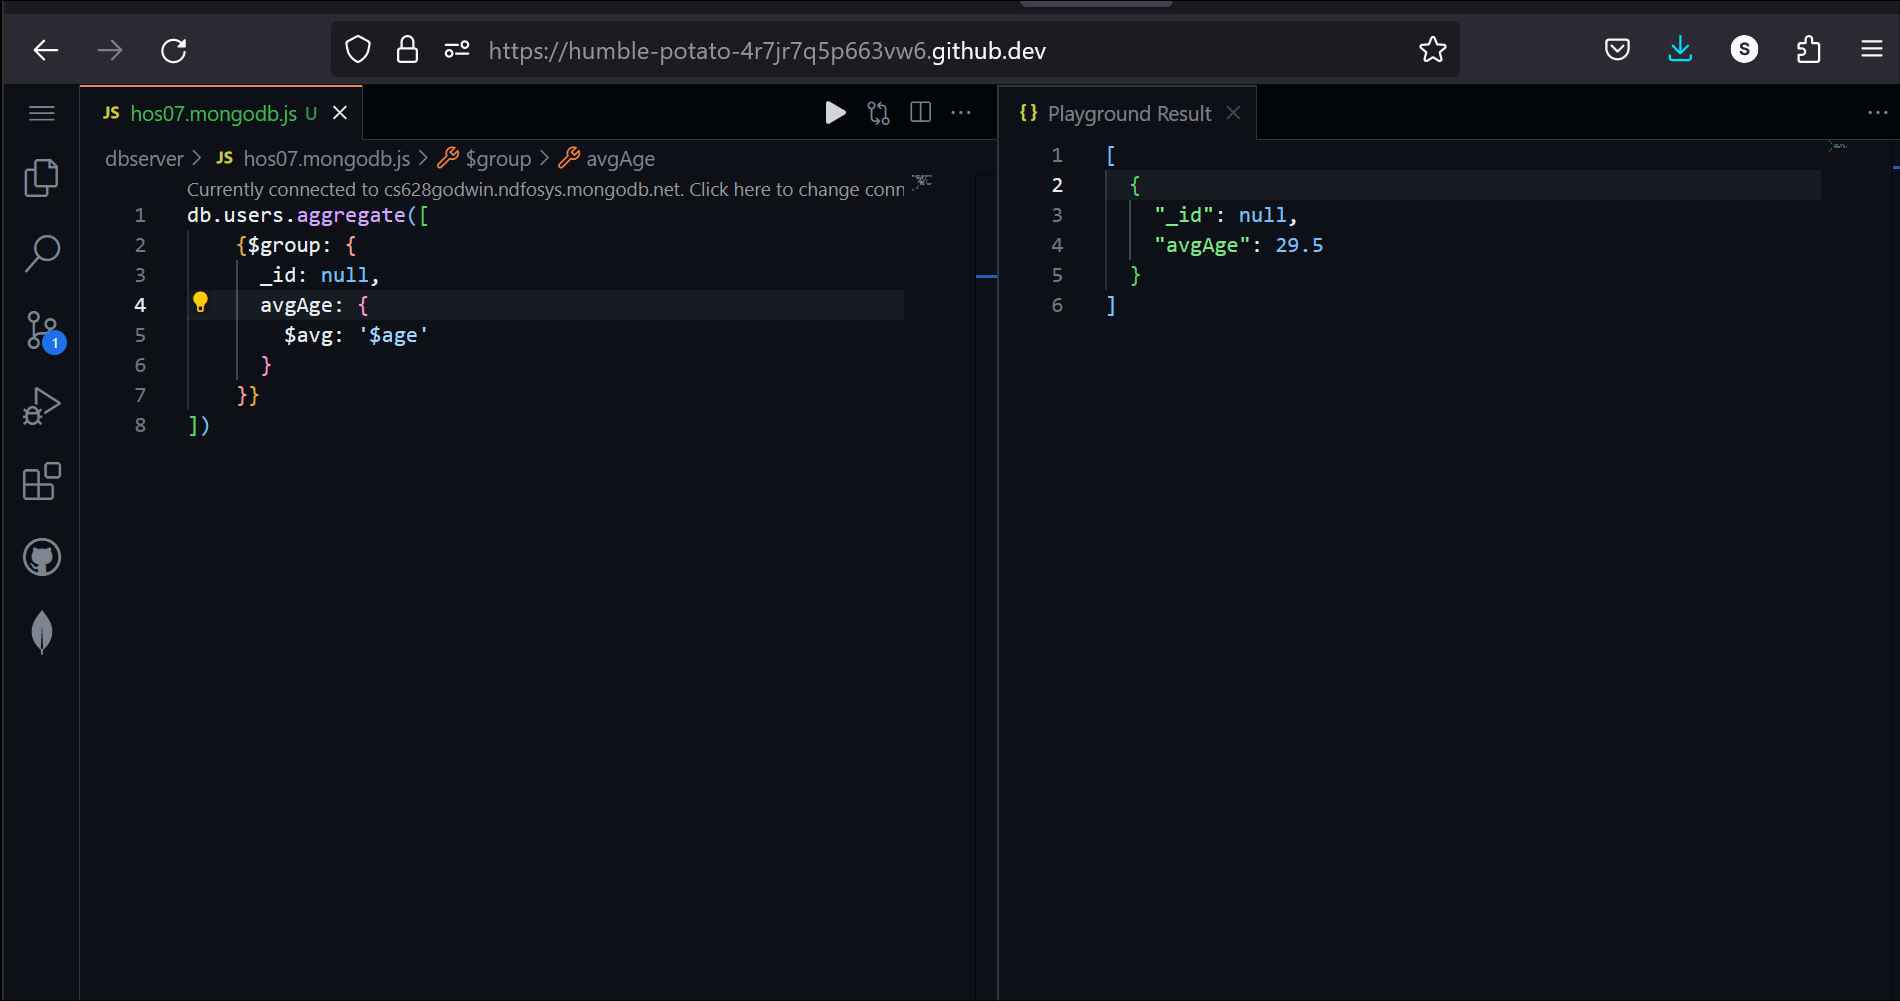 https://humble-potato-4r7jr7q5p663vw6.github.dev
S
JS hos07.mongodb.js U
{} Playground Result
dbserver > JS hos07.mongodb.js > $group > avgAge
Currently connected to cs628godwin.ndfosys.mongodb.net. Click here to change conn
1 db.users.aggregate([
2 {$group: {
3 _id: null,
4 avgAge: {
5 $avg: '$age'
6 }
7 }}
8 ])
1
1 [
2 {
3 "_id": null,
4 "avgAge": 29.5
5 }
6 ]